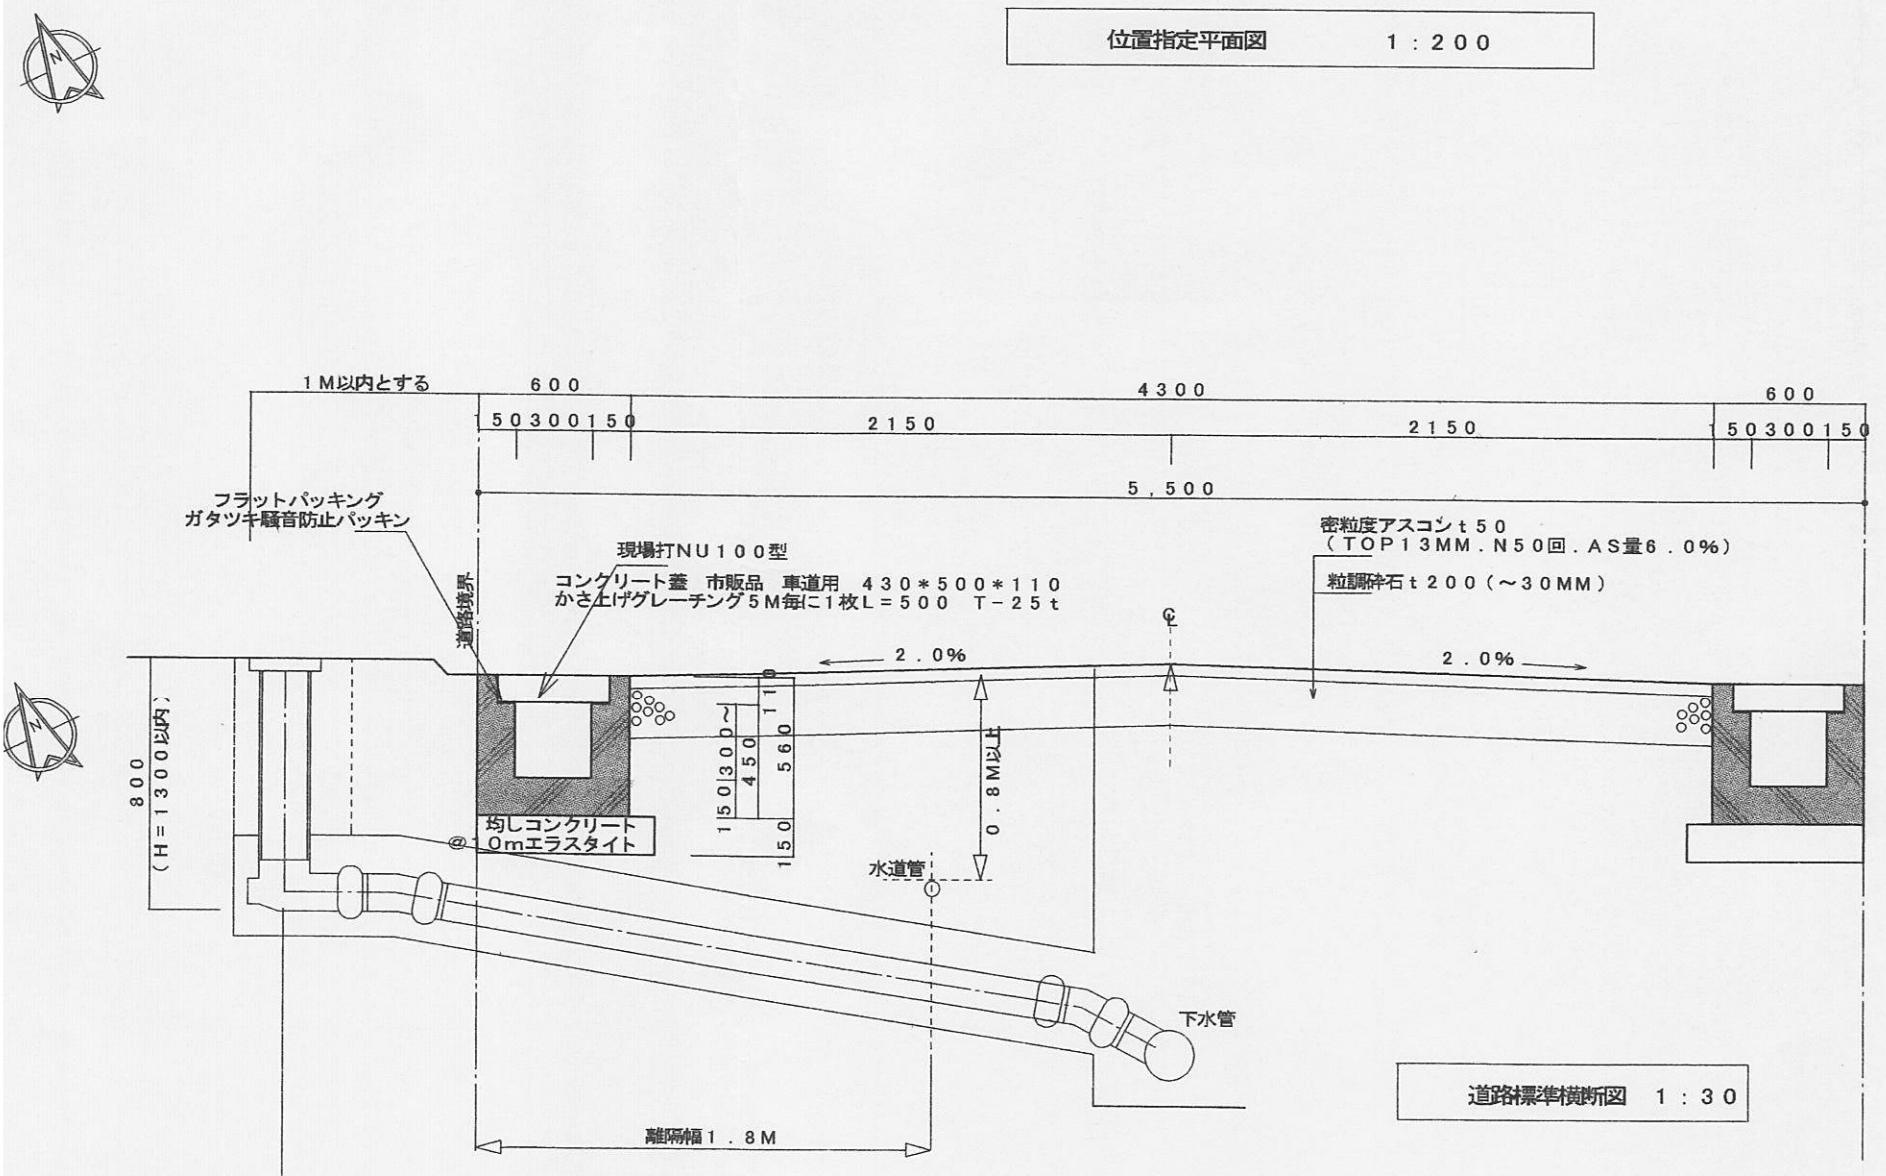 N
位置指定平面図 1:200
1M以内とする 600 4300 600
150300150 2150 2150 150300150
5,500
フラットパッキング
ガタツキ騒音防止パッキン
現場打NU100型
コンクリート蓋 市販品 車道用 430*500*110
かさ上げグレーチング5M毎に1枚L=500 T-25t
密粒度アスコンt50
(TOP13MM.N50回.AS量6.0%)
粒調砕石t200(~30MM)
道路境界
CL
2.0%
2.0%
N
800
(H=1300以内)
150|300~
450
110
560
150
0.8M以上
均しコンクリート
@10mエラスタイト
水道管
下水管
離隔幅1.8M
道路標準横断図 1:30